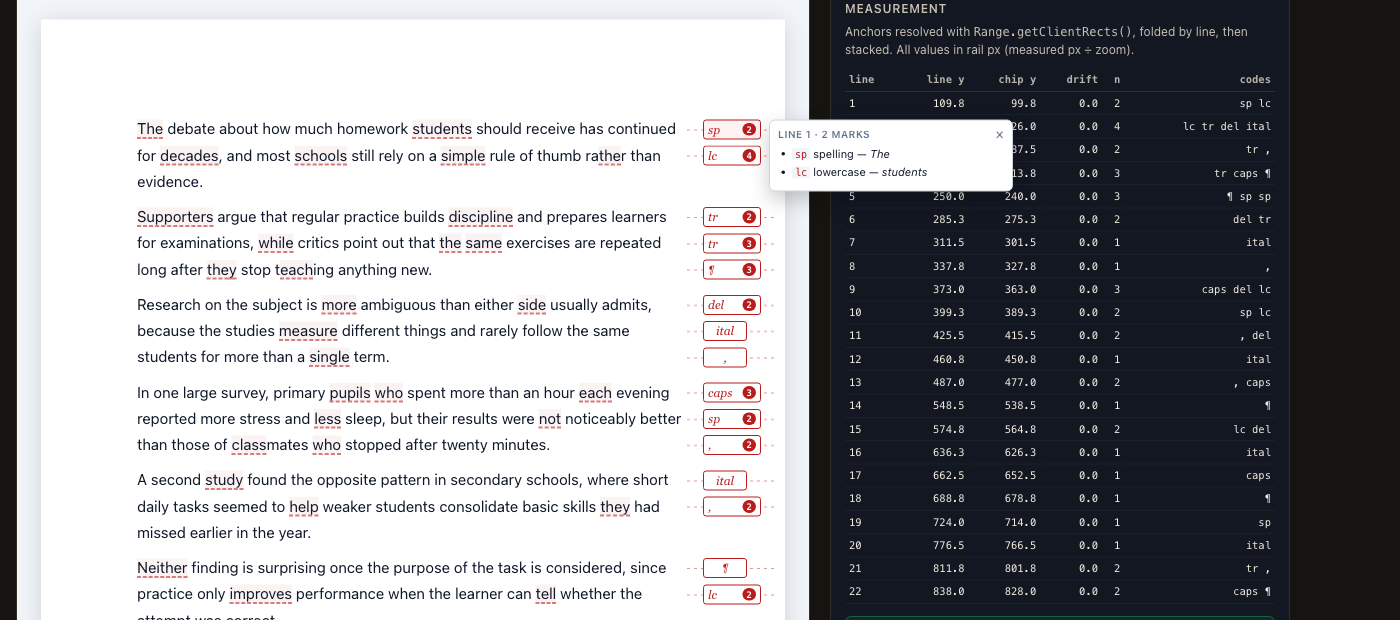 The debate about how much homework students should receive has continued
for decades, and most schools still rely on a simple rule of thumb rather than
evidence.
Supporters argue that regular practice builds discipline and prepares learners
for examinations, while critics point out that the same exercises are repeated
long after they stop teaching anything new.
Research on the subject is more ambiguous than either side usually admits,
because the studies measure different things and rarely follow the same
students for more than a single term.
In one large survey, primary pupils who spent more than an hour each evening
reported more stress and less sleep, but their results were not noticeably better
than those of classmates who stopped after twenty minutes.
A second study found the opposite pattern in secondary schools, where short
daily tasks seemed to help weaker students consolidate basic skills they had
missed earlier in the year.
Neither finding is surprising once the purpose of the task is considered, since
practice only improves performance when the learner can tell whether the
attempt was correct.
sp 2
lc 4
tr 2
tr 3
¶ 3
del 2
ital
,
caps 3
sp 2
, 2
ital
, 2
¶
lc 2
LINE 1 · 2 MARKS ×
• sp spelling — The
• lc lowercase — students
MEASUREMENT
Anchors resolved with Range.getClientRects(), folded by line, then
stacked. All values in rail px (measured px ÷ zoom).
line line y chip y drift n codes
1 109.8 99.8 0.0 2 sp lc
26.0 0.0 4 lc tr del ital
37.5 0.0 2 tr ,
13.8 0.0 3 tr caps ¶
5 250.0 240.0 0.0 3 ¶ sp sp
6 285.3 275.3 0.0 2 del tr
7 311.5 301.5 0.0 1 ital
8 337.8 327.8 0.0 1 ,
9 373.0 363.0 0.0 3 caps del lc
10 399.3 389.3 0.0 2 sp lc
11 425.5 415.5 0.0 2 , del
12 460.8 450.8 0.0 1 ital
13 487.0 477.0 0.0 2 , caps
14 548.5 538.5 0.0 1 ¶
15 574.8 564.8 0.0 2 lc del
16 636.3 626.3 0.0 1 ital
17 662.5 652.5 0.0 1 caps
18 688.8 678.8 0.0 1 ¶
19 724.0 714.0 0.0 1 sp
20 776.5 766.5 0.0 1 ital
21 811.8 801.8 0.0 2 tr ,
22 838.0 828.0 0.0 2 caps ¶